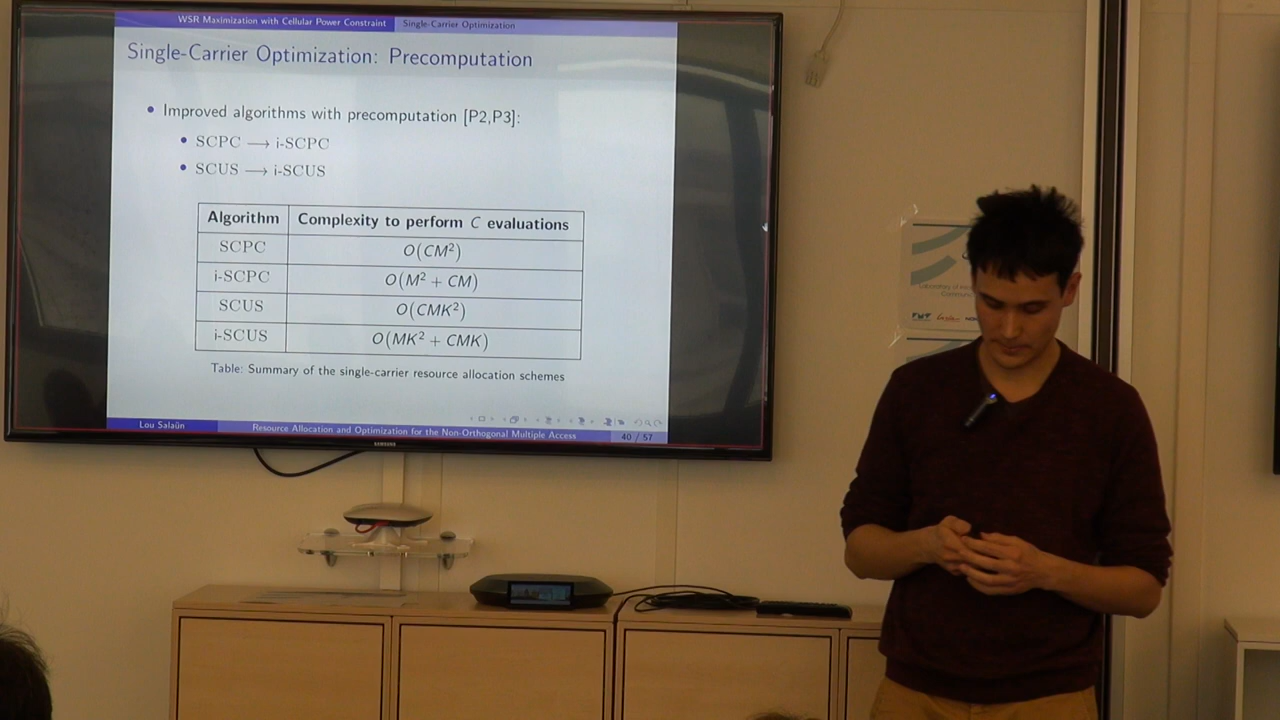 WSR Maximization with Cellular Power Constraint Single-Carrier Optimization
Single-Carrier Optimization: Precomputation
• Improved algorithms with precomputation [P2,P3]:
• SCPC ⟶ i-SCPC
• SCUS ⟶ i-SCUS
Algorithm Complexity to perform C evaluations
SCPC O(CM²)
i-SCPC O(M² + CM)
SCUS O(CMK²)
i-SCUS O(MK² + CMK)
Table: Summary of the single-carrier resource allocation schemes
Lou Salaün Resource Allocation and Optimization for the Non-Orthogonal Multiple Access 40 / 57
SAMSUNG
Laboratory of